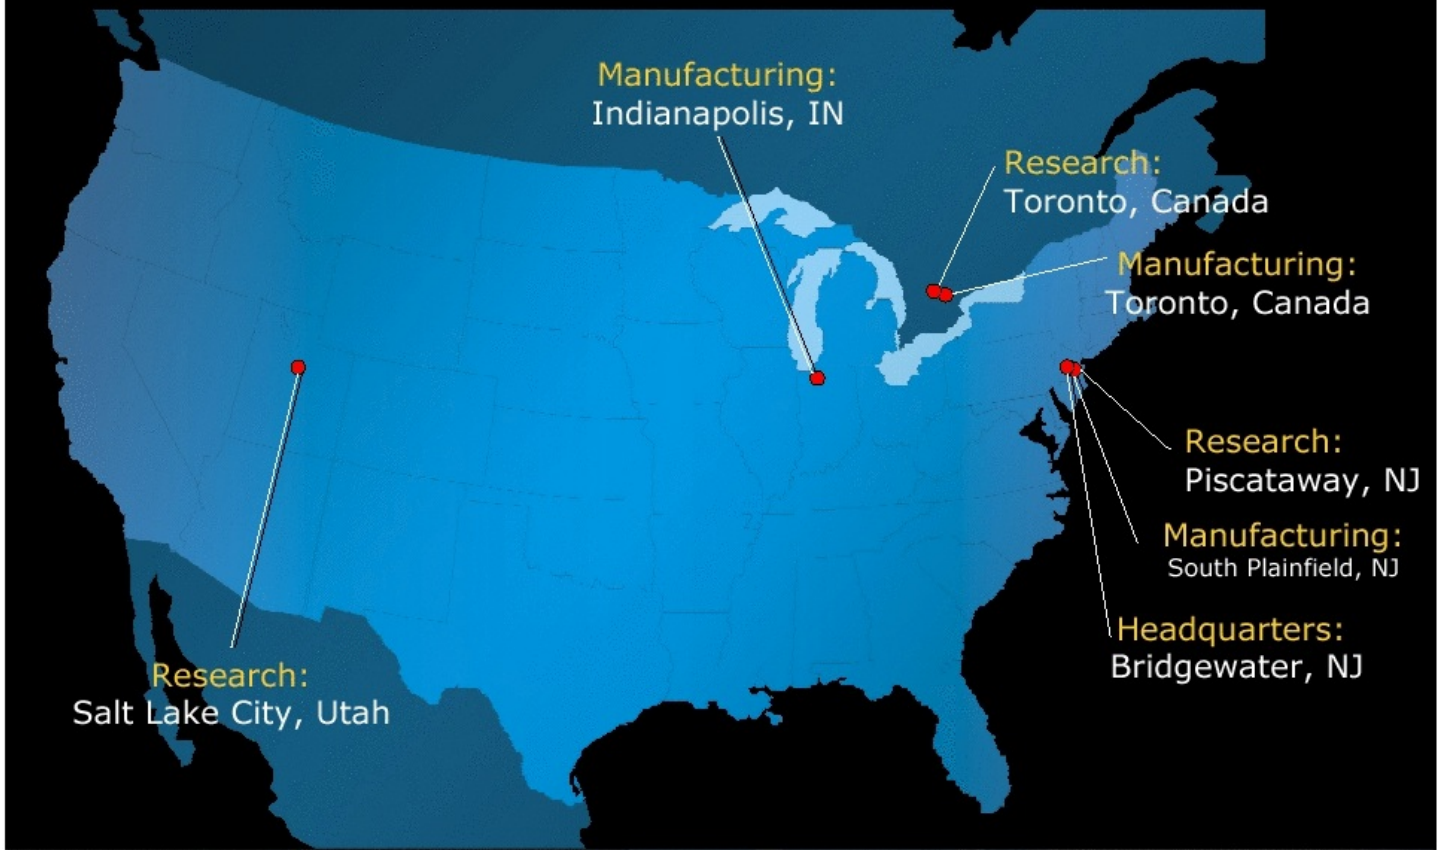 Manufacturing:
Indianapolis, IN
Research:
Toronto, Canada
Manufacturing:
Toronto, Canada
Research:
Piscataway, NJ
Manufacturing:
South Plainfield, NJ
Headquarters:
Bridgewater, NJ
Research:
Salt Lake City, Utah